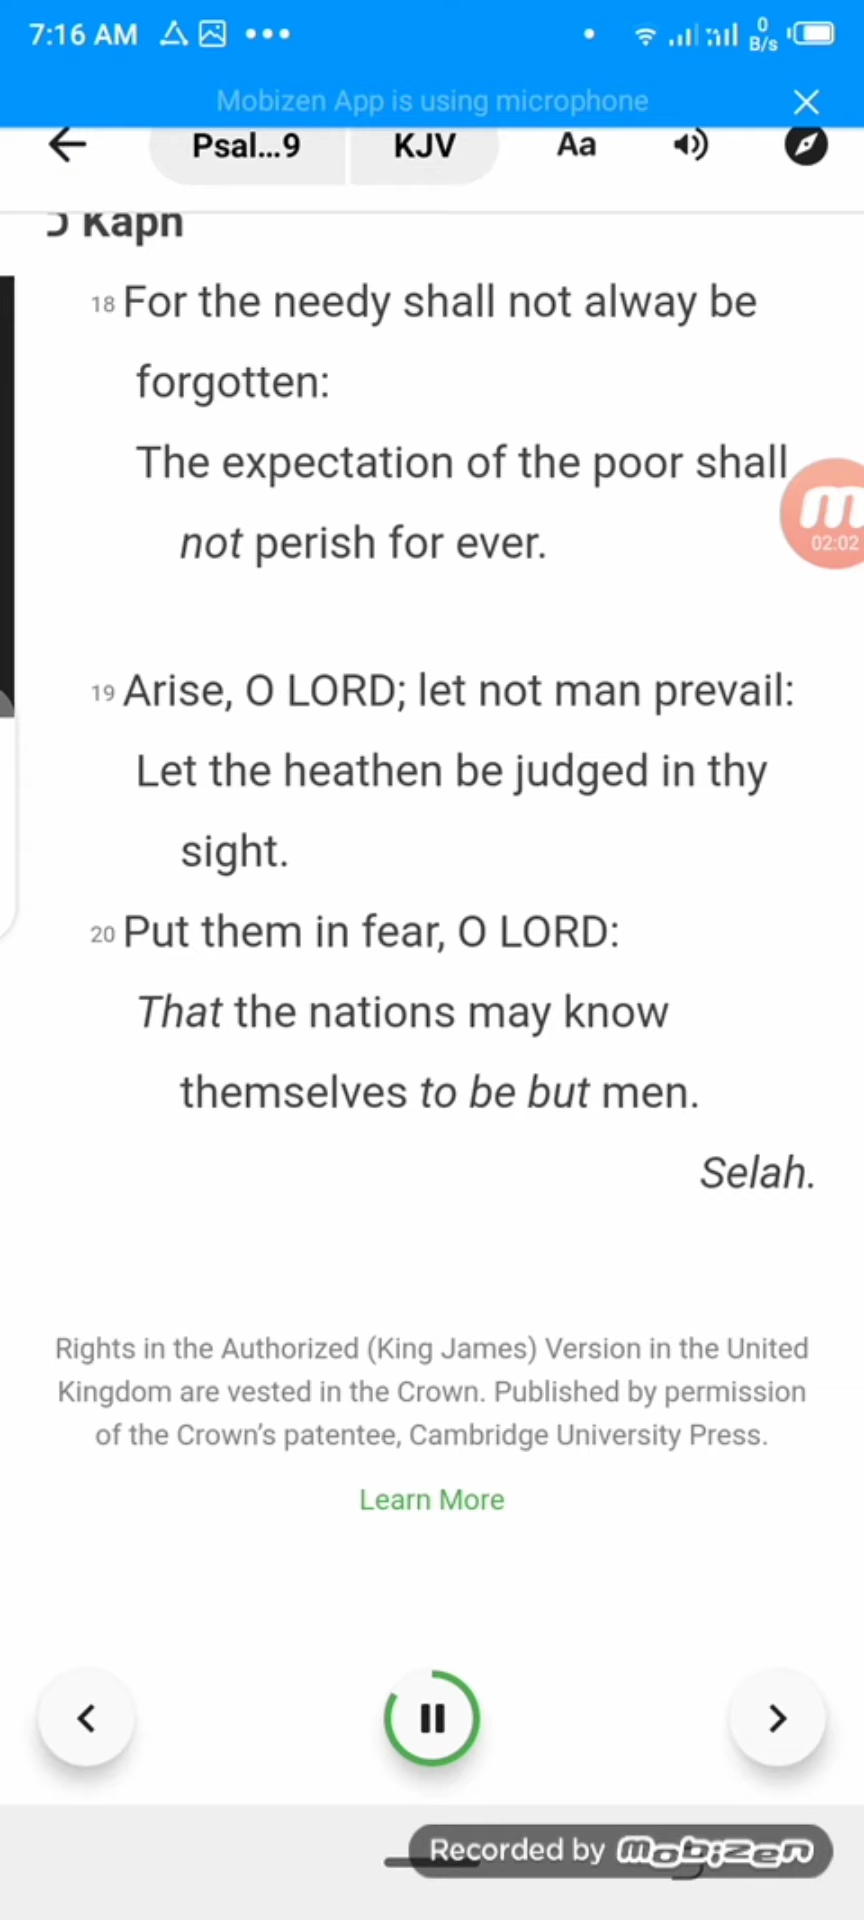 7:16 AM
0
B/s
Mobizen App is using microphone
Psal...9 KJV Aa
כ Kaph
18 For the needy shall not alway be
forgotten:
The expectation of the poor shall
not perish for ever.
m
02:02
19 Arise, O LORD; let not man prevail:
Let the heathen be judged in thy
sight.
20 Put them in fear, O LORD:
That the nations may know
themselves to be but men.
Selah.
Rights in the Authorized (King James) Version in the United
Kingdom are vested in the Crown. Published by permission
of the Crown’s patentee, Cambridge University Press.
Learn More
Recorded by mobizen